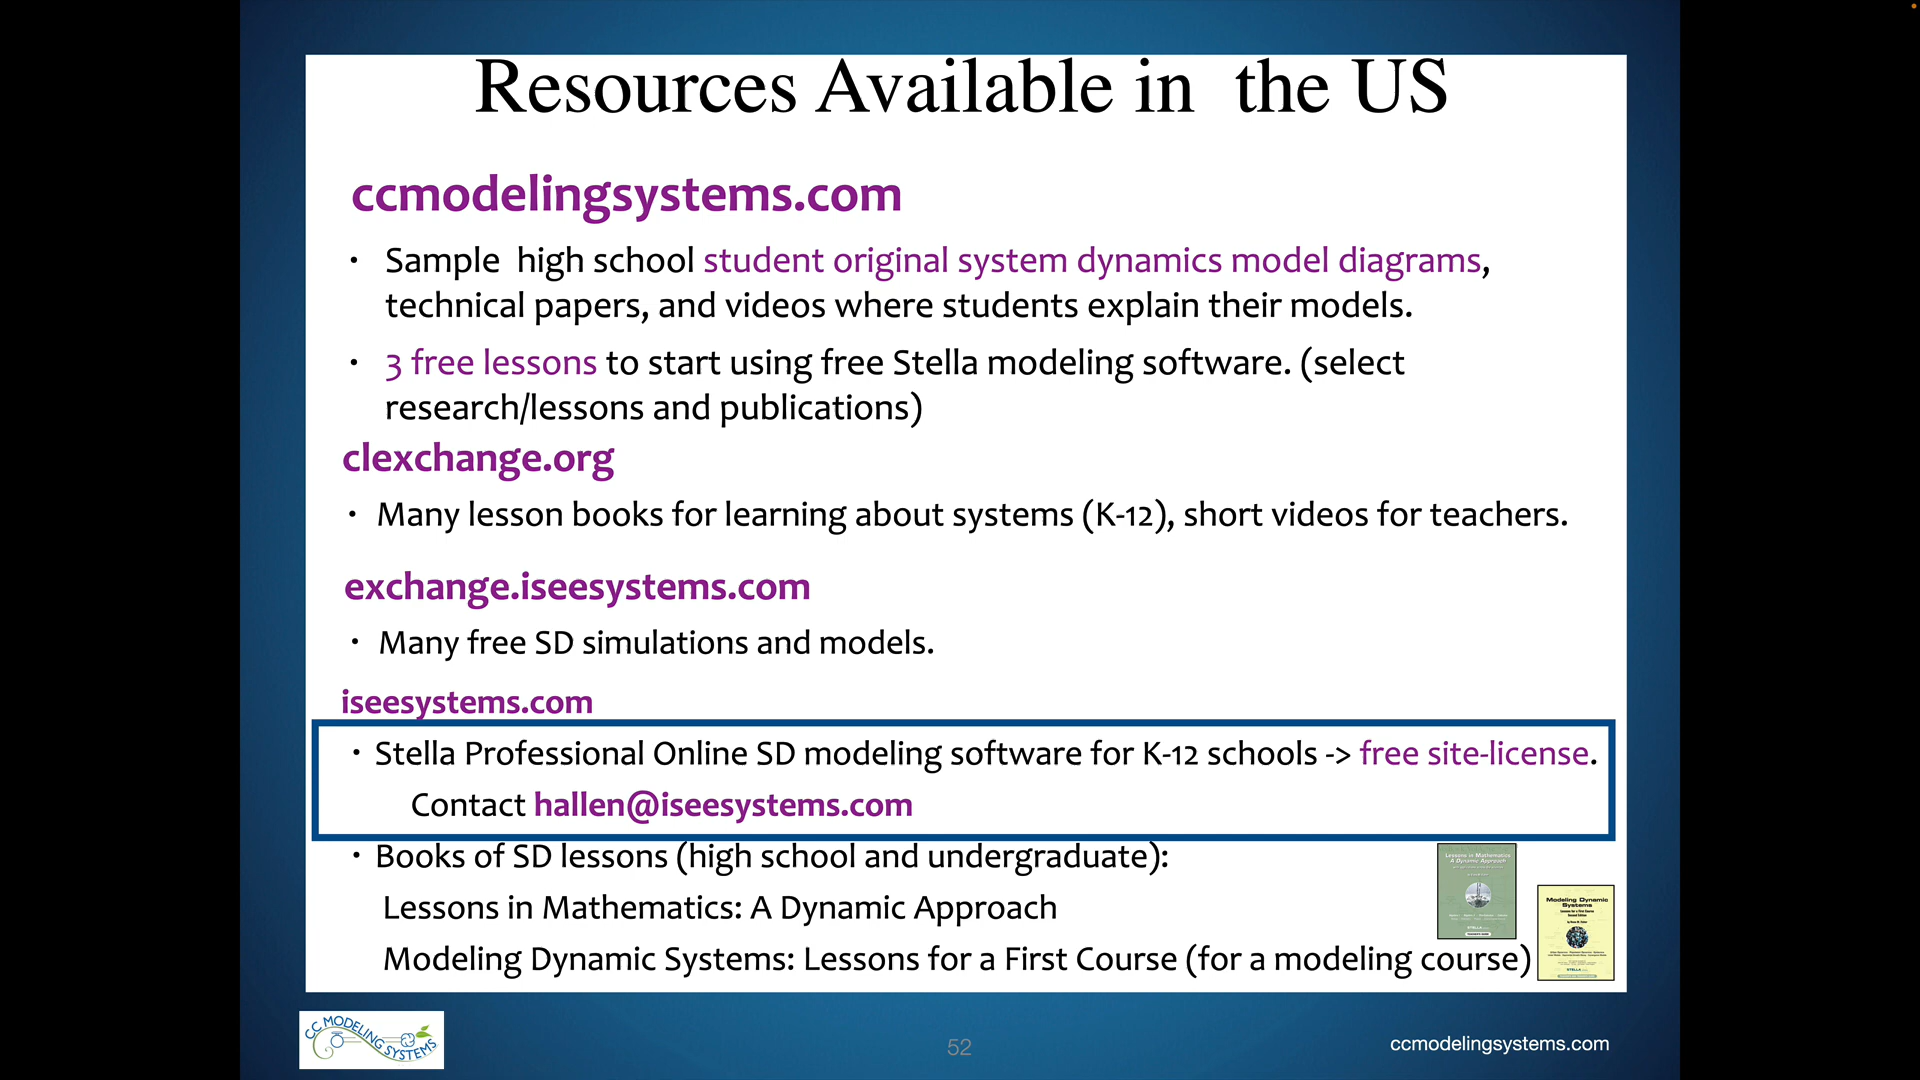 Resources Available in the US
ccmodelingsystems.com
• Sample high school student original system dynamics model diagrams,
technical papers, and videos where students explain their models.
• 3 free lessons to start using free Stella modeling software. (select
research/lessons and publications)
clexchange.org
• Many lesson books for learning about systems (K-12), short videos for teachers.
exchange.iseesystems.com
• Many free SD simulations and models.
iseesystems.com
• Stella Professional Online SD modeling software for K-12 schools -> free site-license.
Contact hallen@iseesystems.com
• Books of SD lessons (high school and undergraduate):
Lessons in Mathematics: A Dynamic Approach
Modeling Dynamic Systems: Lessons for a First Course (for a modeling course)
Lessons in Mathematics
A Dynamic Approach
STELLA
Modeling Dynamic
Systems
Lessons for a First Course
STELLA
CC MODELING SYSTEMS
52
ccmodelingsystems.com